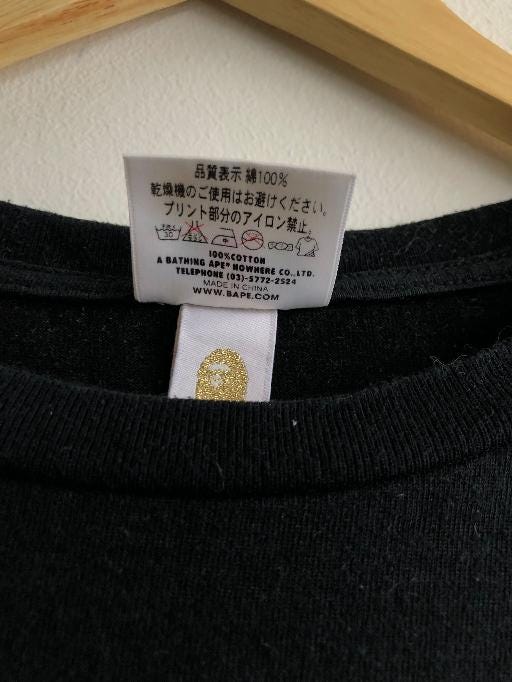 品質表示 綿100%
乾燥機のご使用はお避けください。
プリント部分のアイロン禁止。
100%COTTON
A BATHING APE® NOWHERE CO.,LTD.
TELEPHONE (03)-5772-2524
MADE IN CHINA
WWW.BAPE.COM